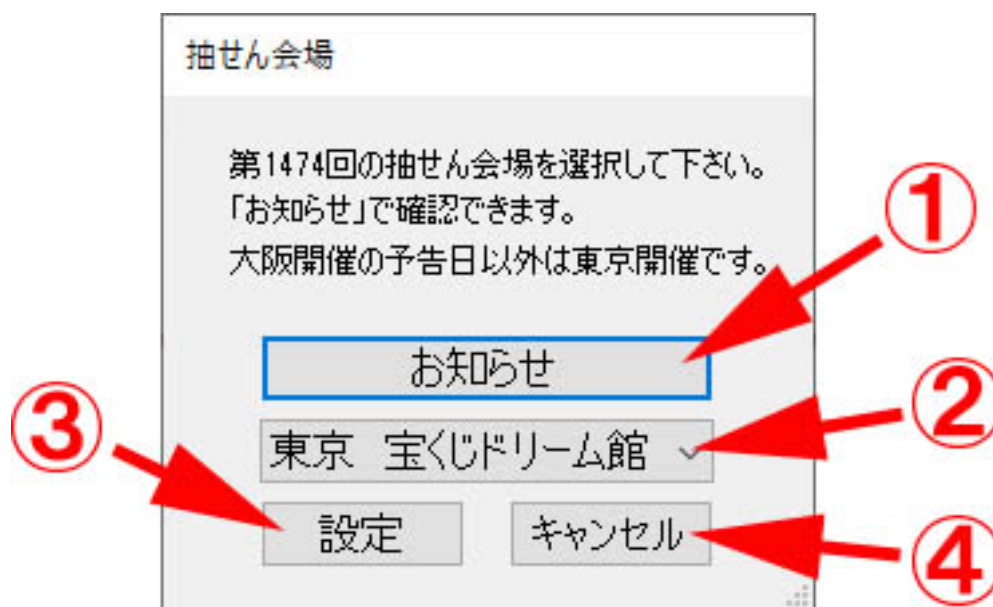 抽せん会場
第1474回の抽せん会場を選択して下さい。
「お知らせ」で確認できます。
大阪開催の予告日以外は東京開催です。
①
お知らせ
②
東京 宝くじドリーム館
③
設定
キャンセル
④